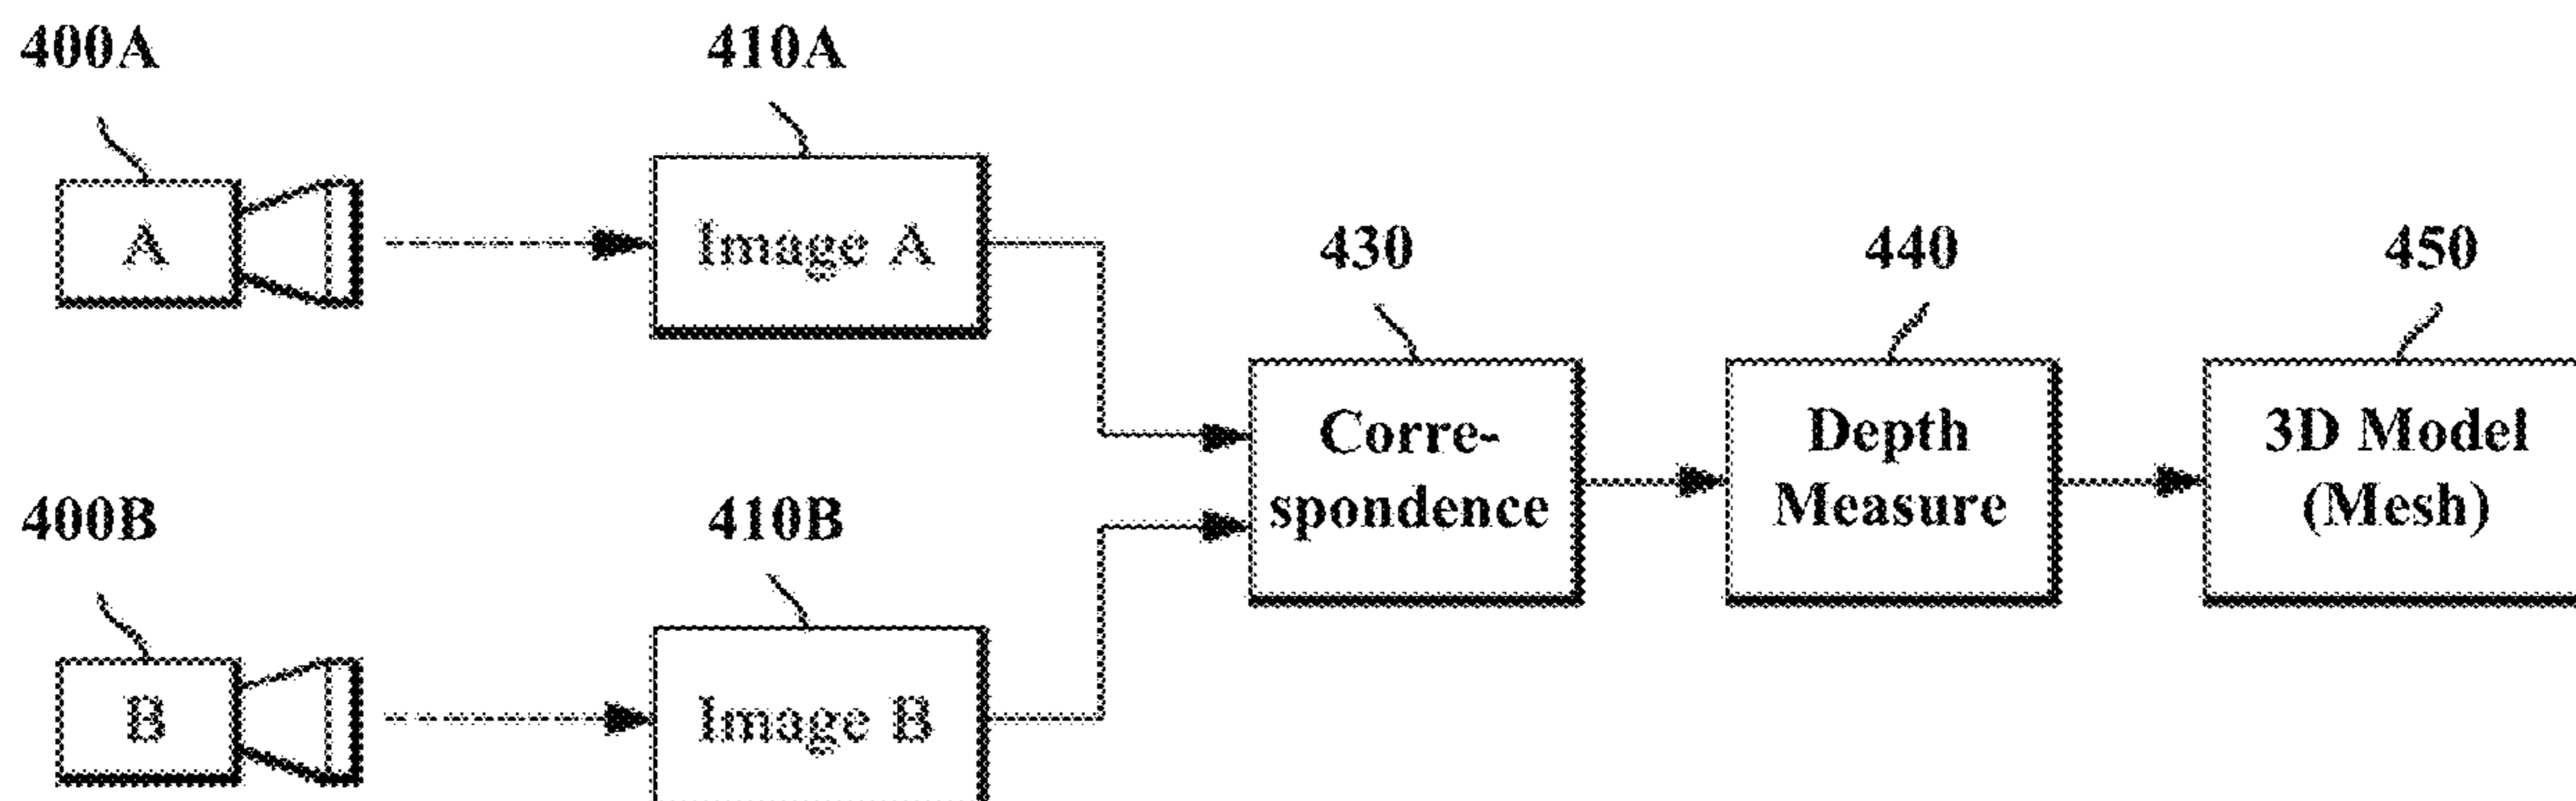 400A
410A
A
Image A
430
440
450
Corre-
spondence
Depth
Measure
3D Model
(Mesh)
400B
410B
B
Image B